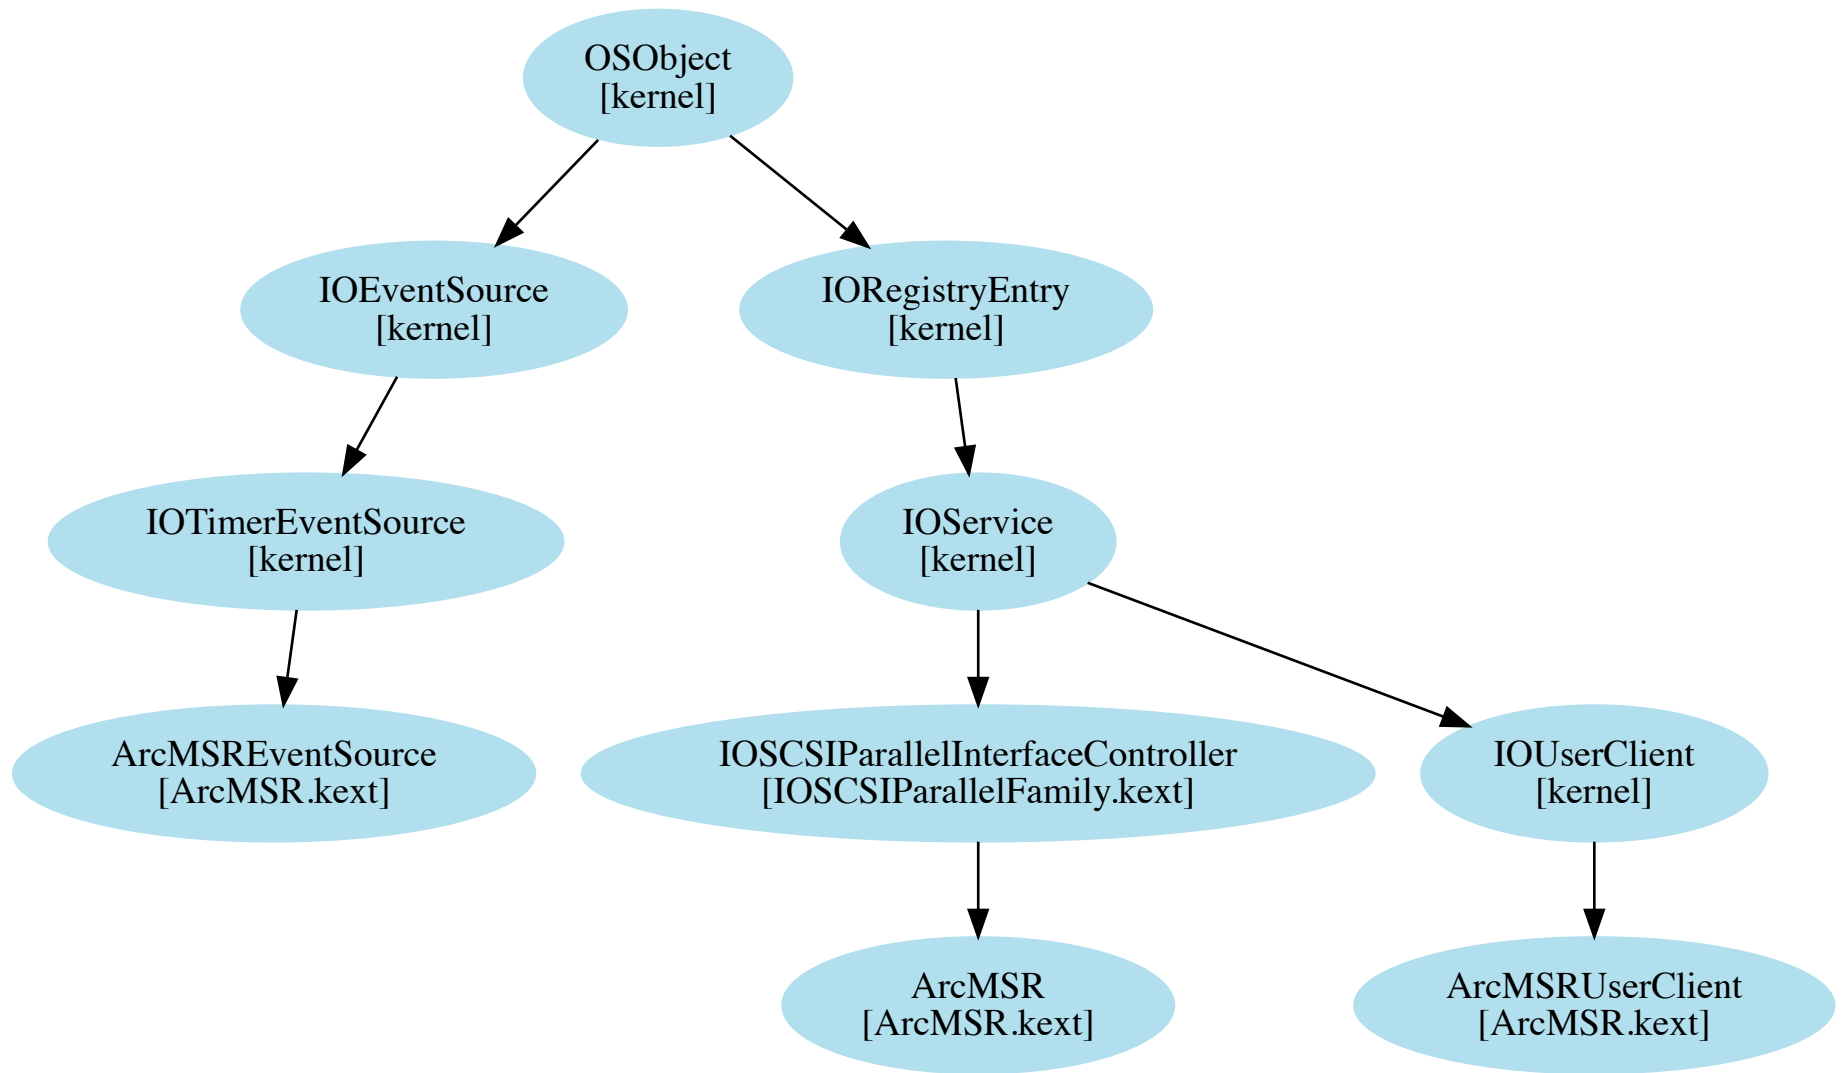 OSObject
[kernel]
IOEventSource
[kernel]
IORegistryEntry
[kernel]
IOTimerEventSource
[kernel]
IOService
[kernel]
ArcMSREventSource
[ArcMSR.kext]
IOSCSIParallelInterfaceController
[IOSCSIParallelFamily.kext]
IOUserClient
[kernel]
ArcMSR
[ArcMSR.kext]
ArcMSRUserClient
[ArcMSR.kext]